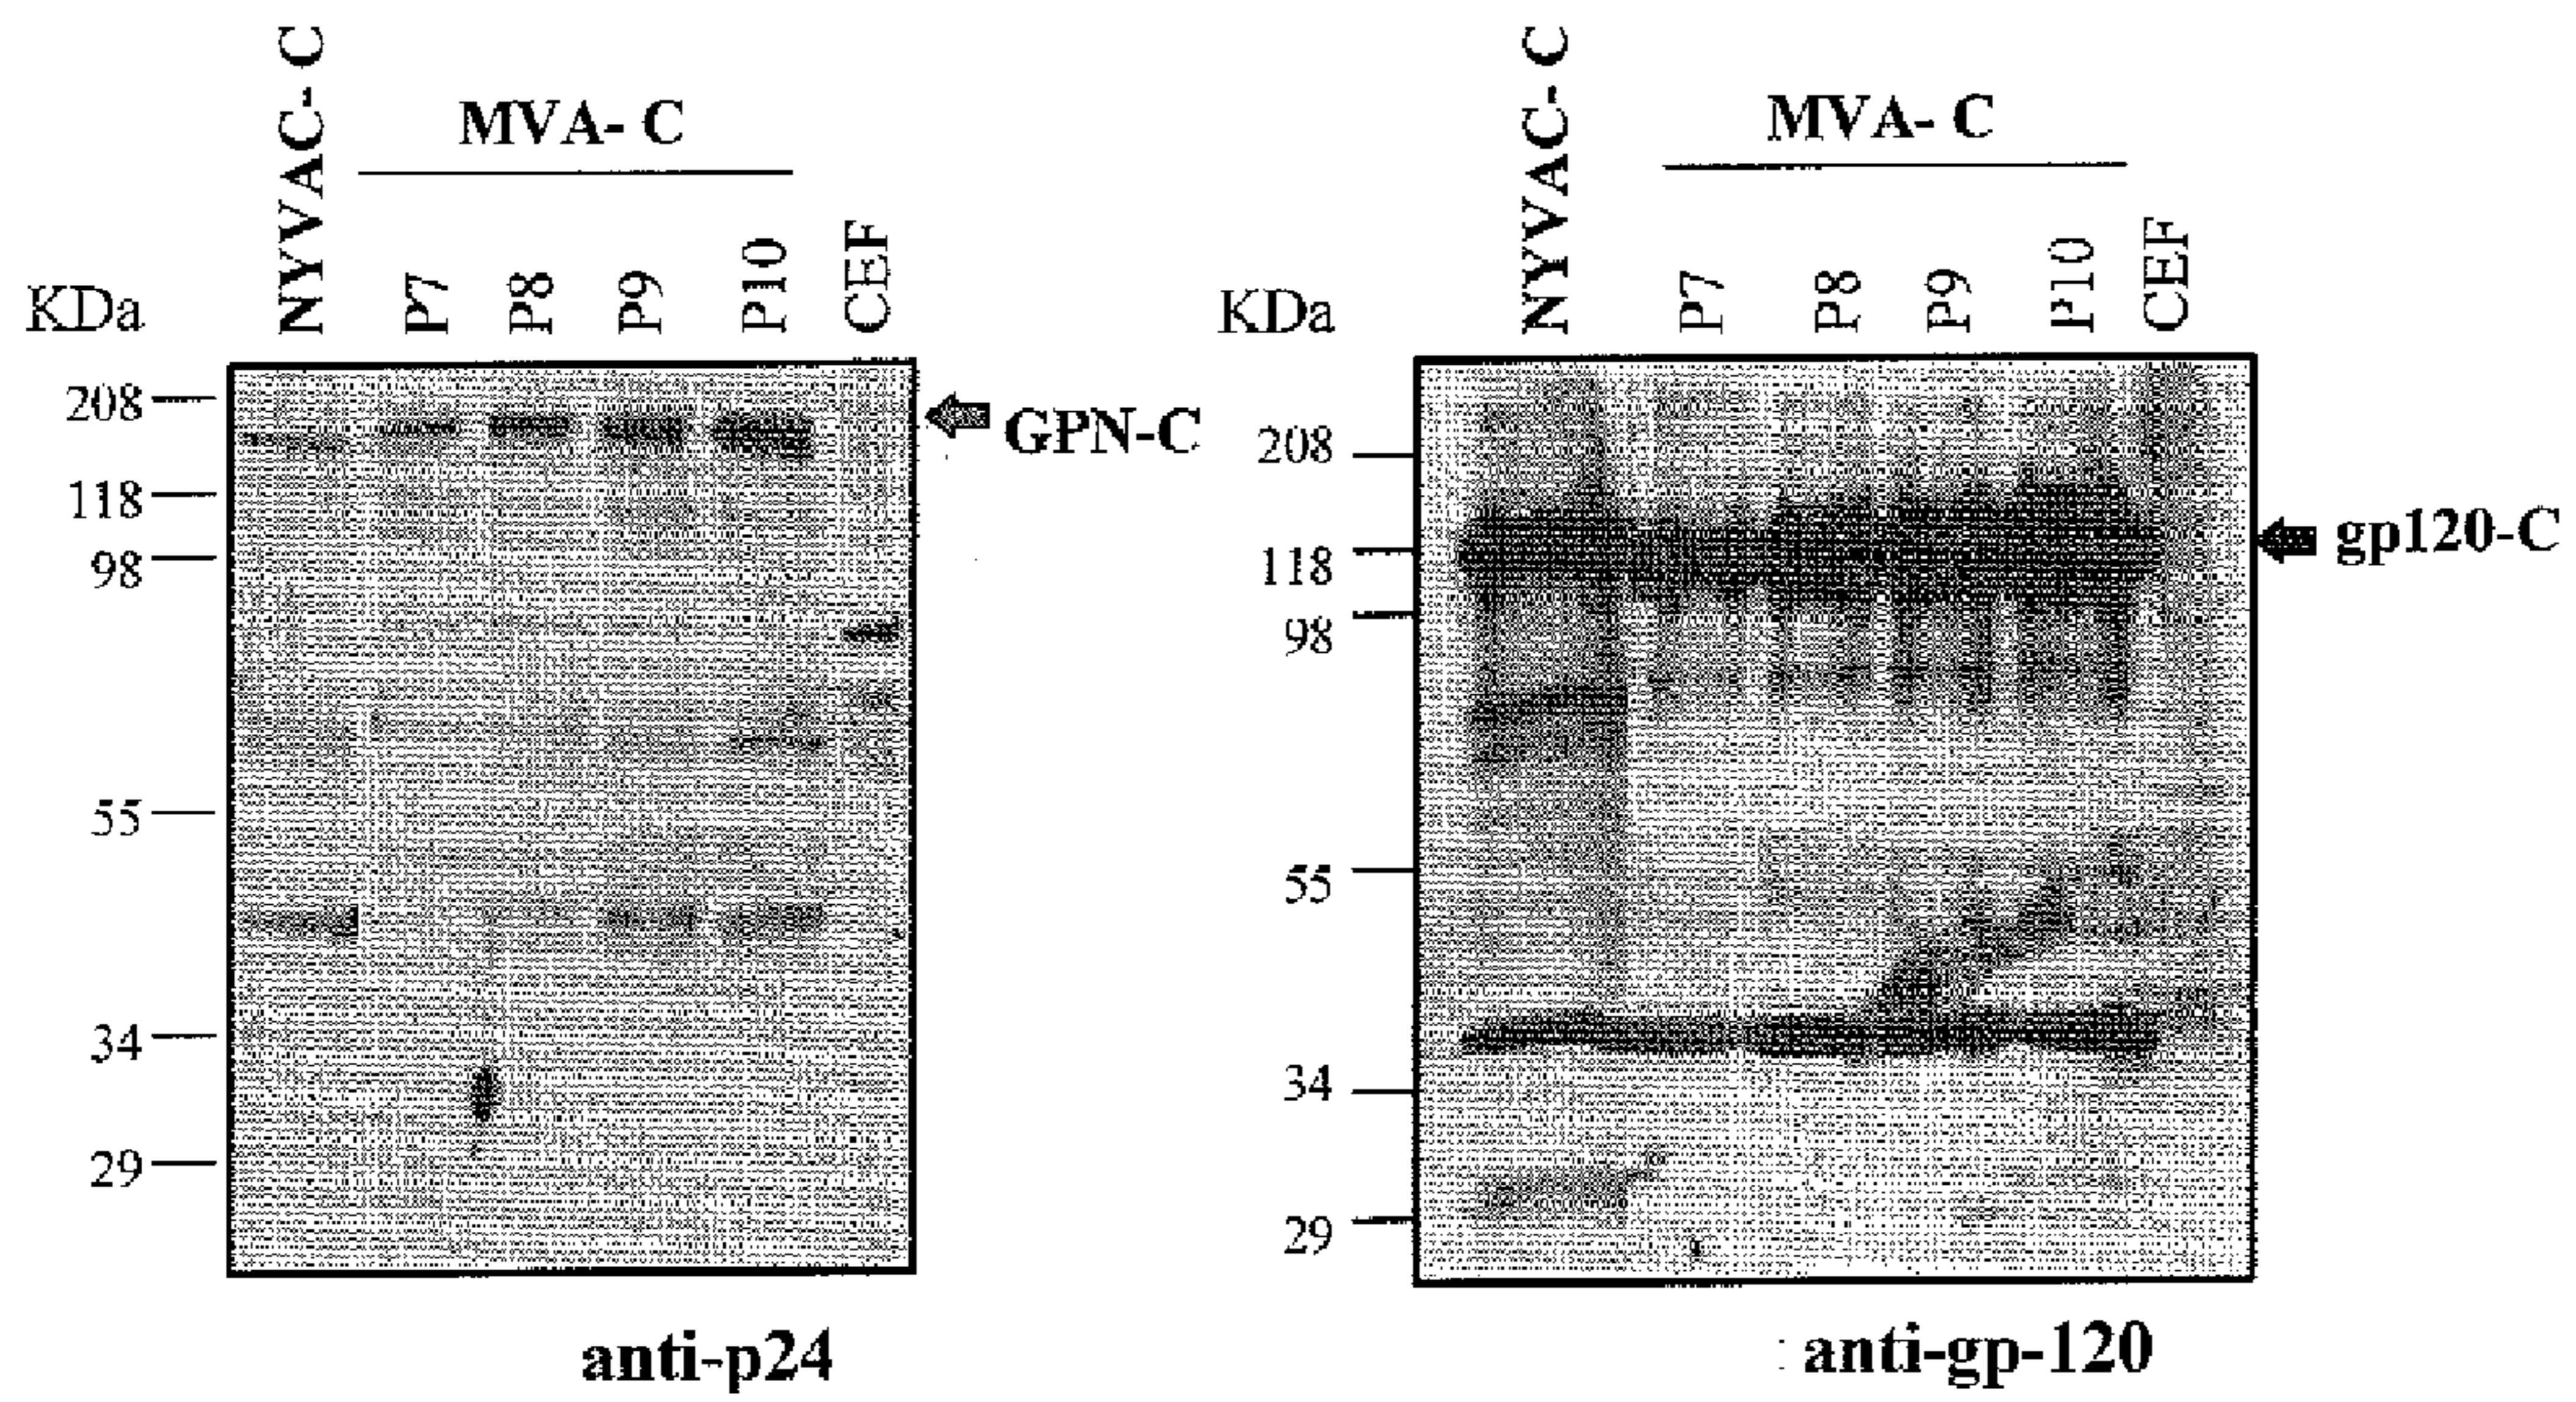 NYVAC- C
MVA- C
P7
P8
P9
P10
CEF
KDa
208
118
98
55
34
29
GPN-C
anti-p24
NYVAC- C
MVA- C
P7
P8
P9
P10
CEF
KDa
208
118
98
55
34
29
gp120-C
anti-gp-120